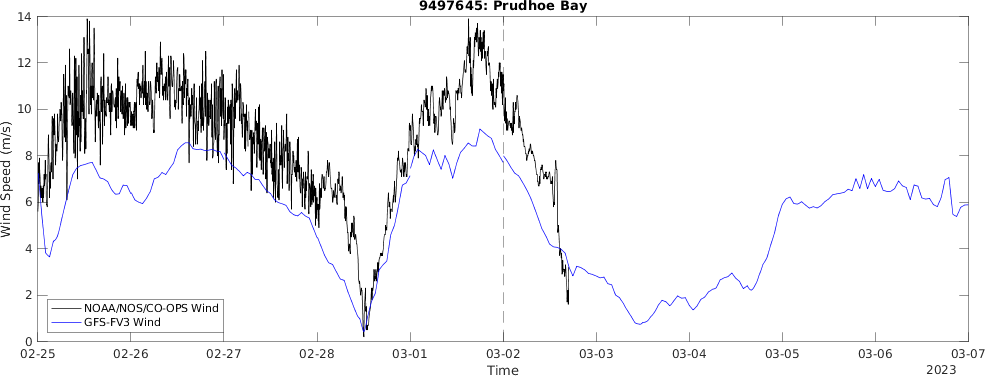 9497645: Prudhoe Bay
Wind Speed (m/s)
14
12
10
8
6
4
2
0
NOAA/NOS/CO-OPS Wind
GFS-FV3 Wind
02-25 02-26 02-27 02-28 03-01 03-02 03-03 03-04 03-05 03-06 03-07
Time
2023